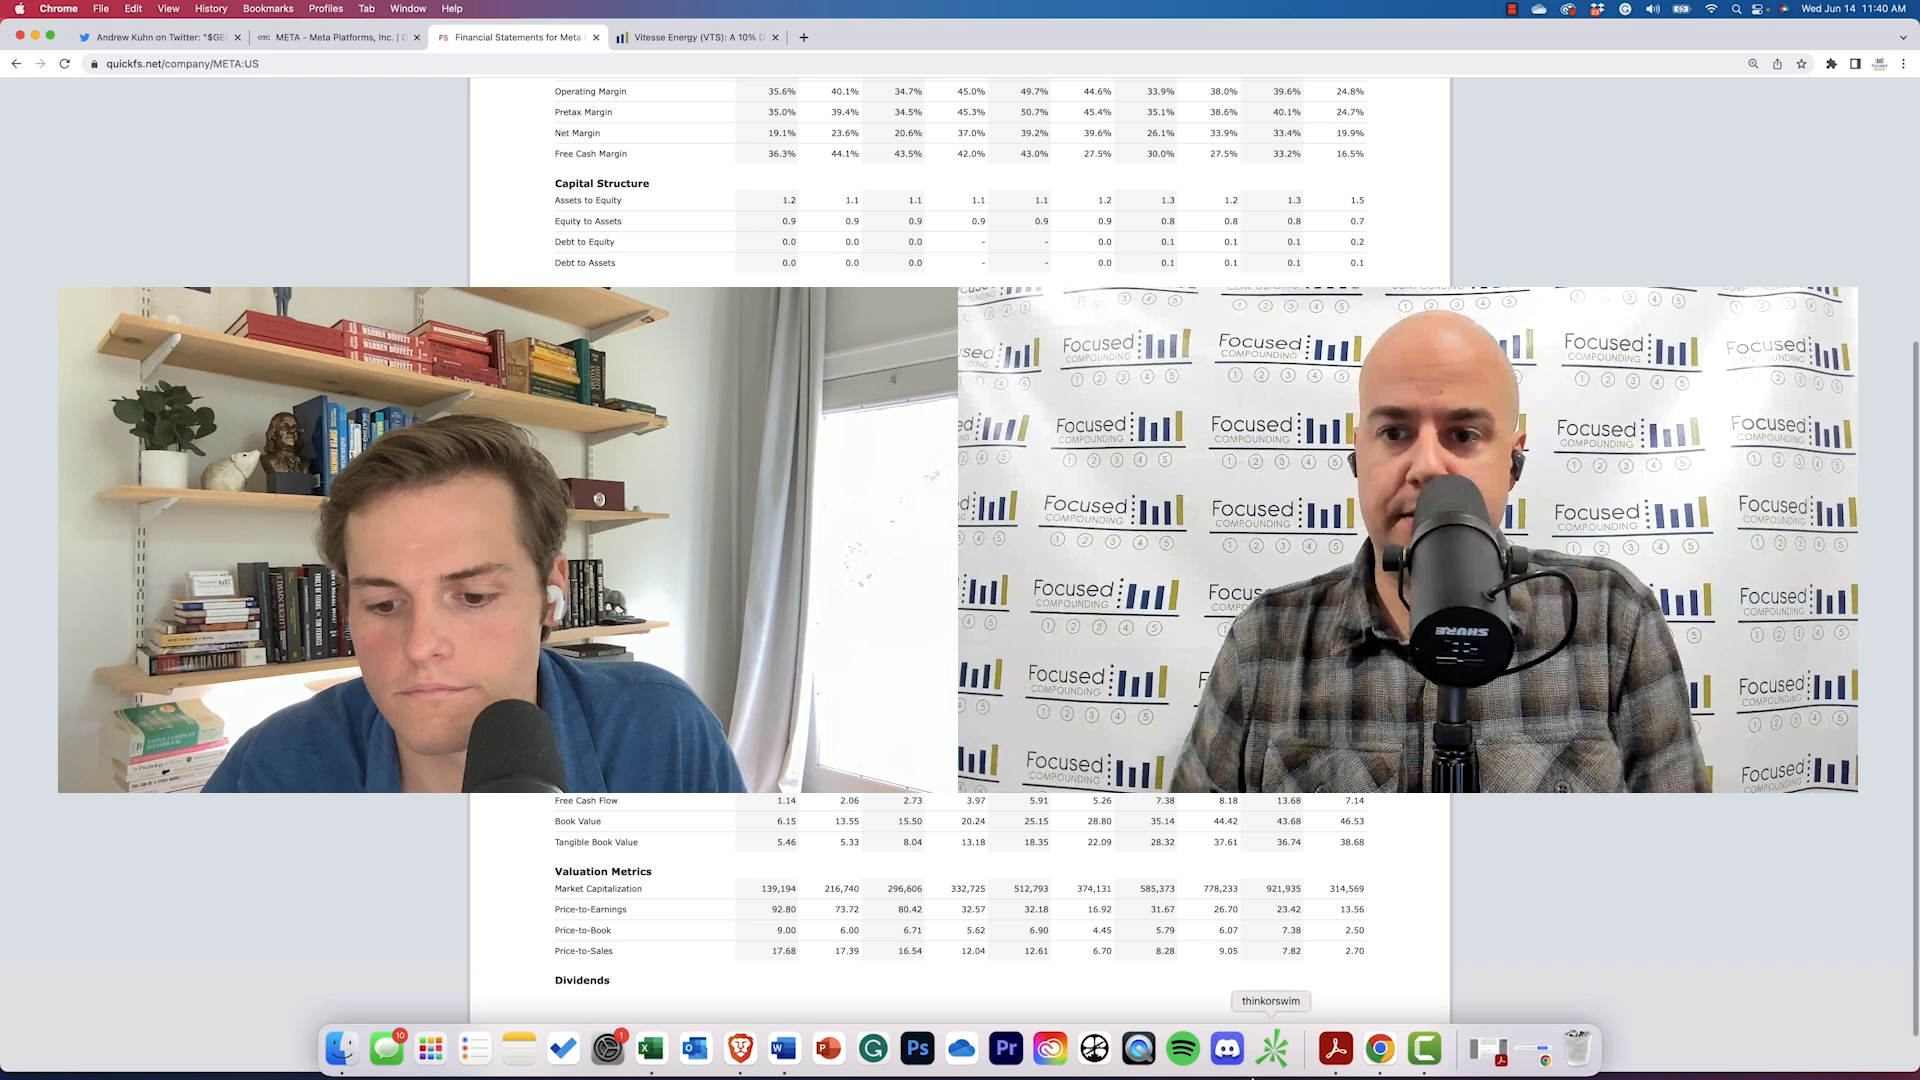 Chrome File Edit View History Bookmarks Profiles Tab Window Help Wed Jun 14 11:40 AM
Andrew Kuhn on Twitter: "$GE META - Meta Platforms, Inc. | Financial Statements for Meta Vitesse Energy (VTS): A 10% D
quickfs.net/company/META:US
Operating Margin 35.6% 40.1% 34.7% 45.0% 49.7% 44.6% 33.9% 38.0% 39.6% 24.8%
Pretax Margin 35.0% 39.4% 34.5% 45.3% 50.7% 45.4% 35.1% 38.6% 40.1% 24.7%
Net Margin 19.1% 23.6% 20.6% 37.0% 39.2% 39.6% 26.1% 33.9% 33.4% 19.9%
Free Cash Margin 36.3% 44.1% 43.5% 42.0% 43.0% 27.5% 30.0% 27.5% 33.2% 16.5%
Capital Structure
Assets to Equity 1.2 1.1 1.1 1.1 1.1 1.2 1.3 1.2 1.3 1.5
Equity to Assets 0.9 0.9 0.9 0.9 0.9 0.9 0.8 0.8 0.8 0.7
Debt to Equity 0.0 0.0 0.0 - - 0.0 0.1 0.1 0.1 0.2
Debt to Assets 0.0 0.0 0.0 - - 0.0 0.1 0.1 0.1 0.1
WARREN BUFFETT
WARREN BUFFETT
VALUATION
Focused
COMPOUNDING
1 2 3 4 5
SHURE
Free Cash Flow 1.14 2.06 2.73 3.97 5.91 5.26 7.38 8.18 13.68 7.14
Book Value 6.15 13.55 15.50 20.24 25.15 28.80 35.14 44.42 43.68 46.53
Tangible Book Value 5.46 5.33 8.04 13.18 18.35 22.09 28.32 37.61 36.74 38.68
Valuation Metrics
Market Capitalization 139,194 216,740 296,606 332,725 512,793 374,131 585,373 778,233 921,935 314,569
Price-to-Earnings 92.80 73.72 80.42 32.57 32.18 16.92 31.67 26.70 23.42 13.56
Price-to-Book 9.00 6.00 6.71 5.62 6.90 4.45 5.79 6.07 7.38 2.50
Price-to-Sales 17.68 17.39 16.54 12.04 12.61 6.70 8.28 9.05 7.82 2.70
Dividends
thinkorswim
10 1 Ps Pr